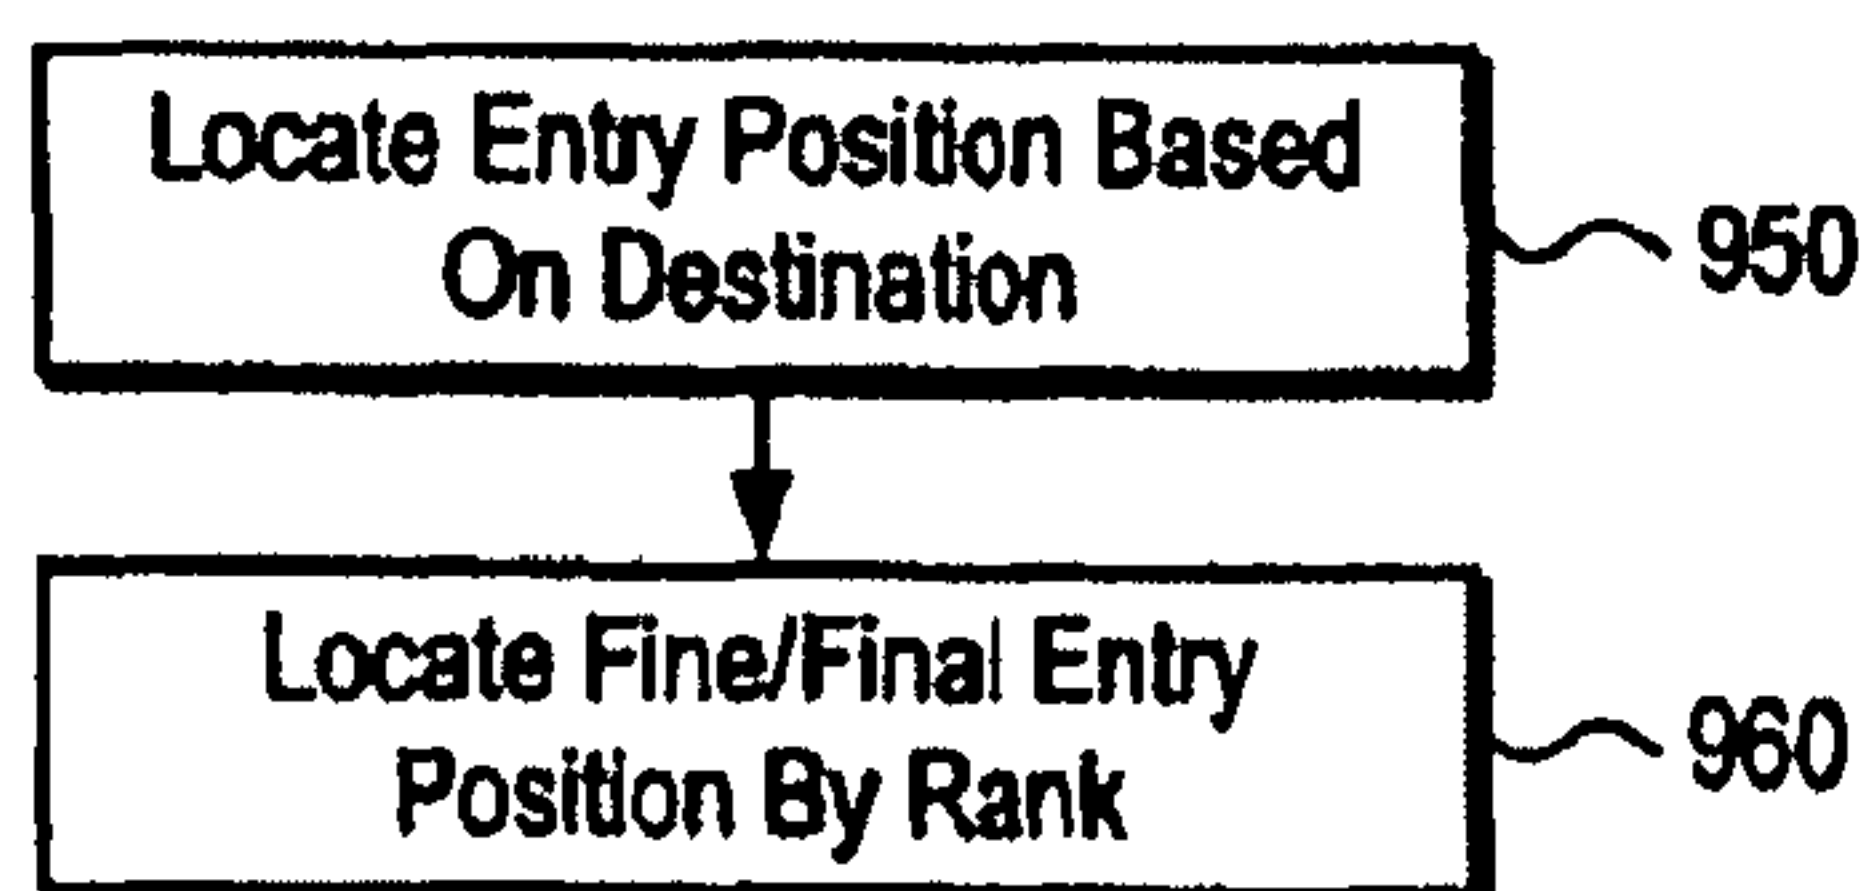 Locate Entry Position Based
On Destination
950
Locate Fine/Final Entry
Position By Rank
960